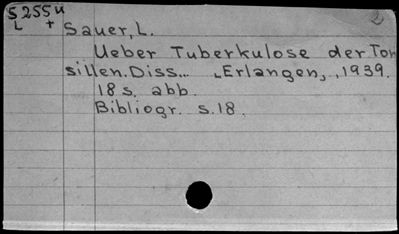 S255u
L + Sauer, L.
Ueber Tuberkulose der Ton
sillen. Diss... „Erlangen„, 1939.
18 s. abb.
Bibliogr. s.18.